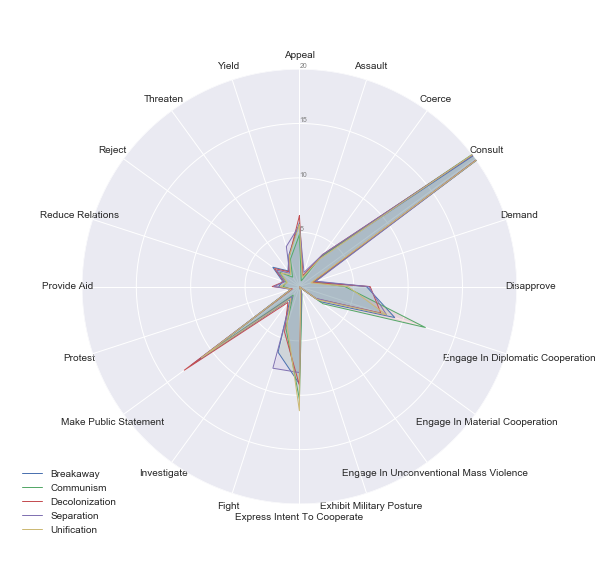 Appeal
Yield
Assault
20
Threaten
Coerce
15
Reject
Consult
10
Reduce Relations
Demand
5
Provide Aid
Disapprove
Protest
Engage In Diplomatic Cooperation
Make Public Statement
Engage In Material Cooperation
Investigate
Engage In Unconventional Mass Violence
Fight
Exhibit Military Posture
Express Intent To Cooperate
Breakaway
Communism
Decolonization
Separation
Unification